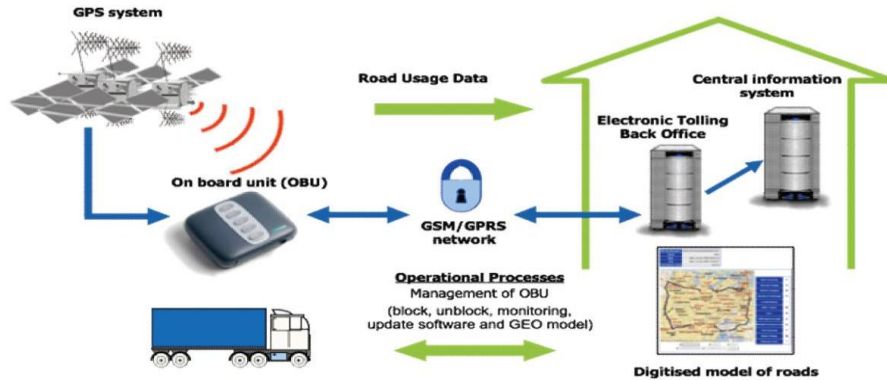 GPS system
Road Usage Data
Central information
system
Electronic Tolling
Back Office
On board unit (OBU)
GSM/GPRS
network
Operational Processes
Management of OBU
(block, unblock, monitoring,
update software and GEO model)
Digitised model of roads